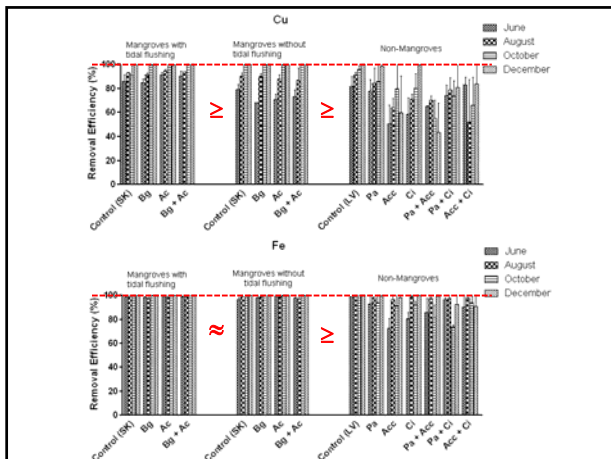 Cu
June
August
October
December
Mangroves with
tidal flushing
Mangroves without
tidal flushing
Non-Mangroves
Removal Efficiency (%)
100
80
60
40
20
0
≥
≥
Control (SK)
Bg
Ac
Bg + Ac
Control (SK)
Bg
Ac
Bg + Ac
Control (LV)
Pa
Acc
Ci
Pa + Acc
Pa + Ci
Acc + Ci
Fe
June
August
October
December
Mangroves with
tidal flushing
Mangroves without
tidal flushing
Non-Mangroves
Removal Efficiency (%)
100
80
60
40
20
0
≈
≥
Control (SK)
Bg
Ac
Bg + Ac
Control (SK)
Bg
Ac
Bg + Ac
Control (LV)
Pa
Acc
Ci
Pa + Acc
Pa + Ci
Acc + Ci